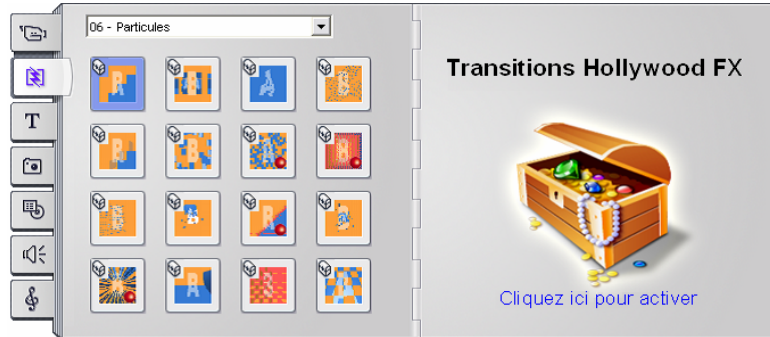 06 - Particules
Transitions Hollywood FX
T
Cliquez ici pour activer